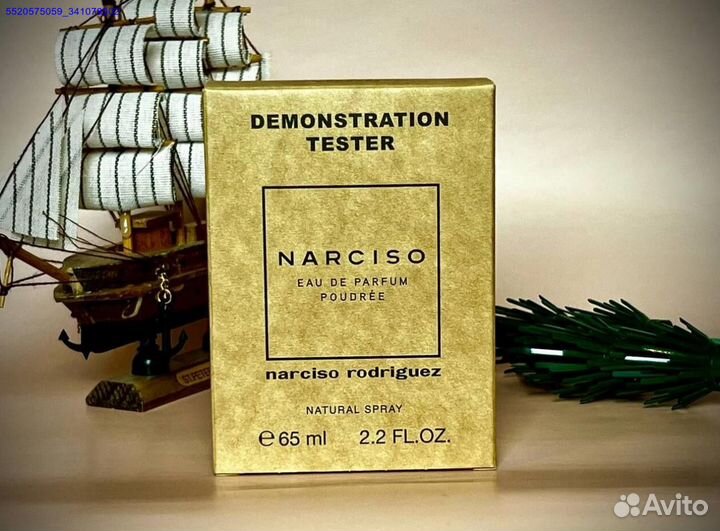 DEMONSTRATION
TESTER
NARCISO
EAU DE PARFUM
POUDRÉE
narciso rodriguez
NATURAL SPRAY
e 65 ml 2.2 FL.OZ.
Avito